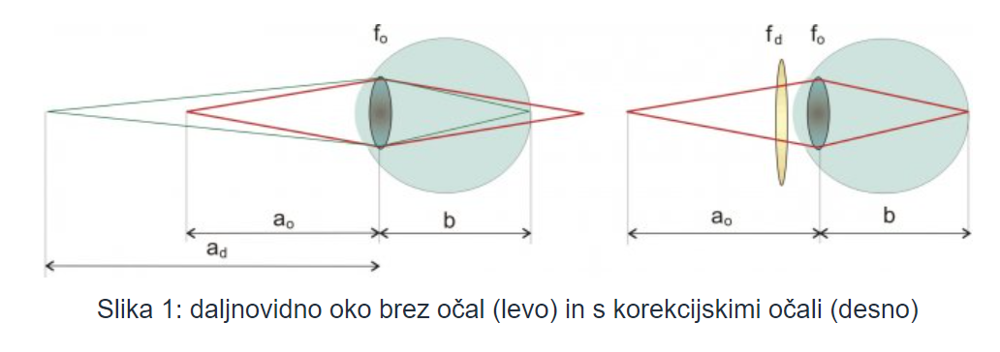 fo
fd fo
ao
b
ad
ao
b
Slika 1: daljnovidno oko brez očal (levo) in s korekcijskimi očali (desno)